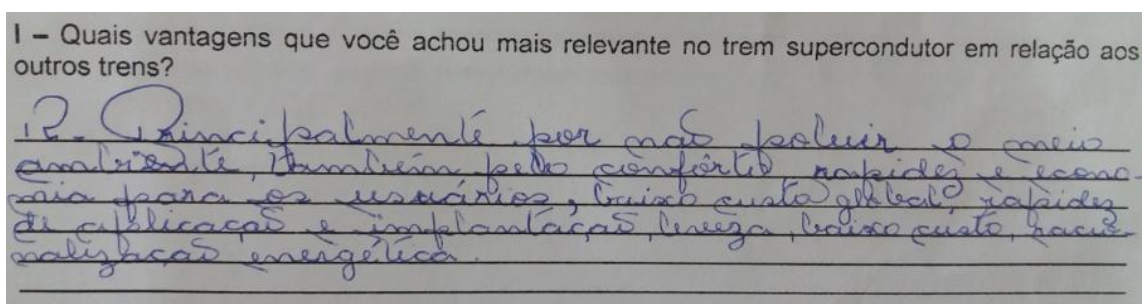 I – Quais vantagens que você achou mais relevante no trem supercondutor em relação aos
outros trens?
R. Principalmente por não poluir o meio
ambiente, também pelo confôrto rapidez e econo-
mia para os usuários, baixo custo global, rapidez
de aplicação e implantação, leveza, baixo custo, racio-
nalização energética.